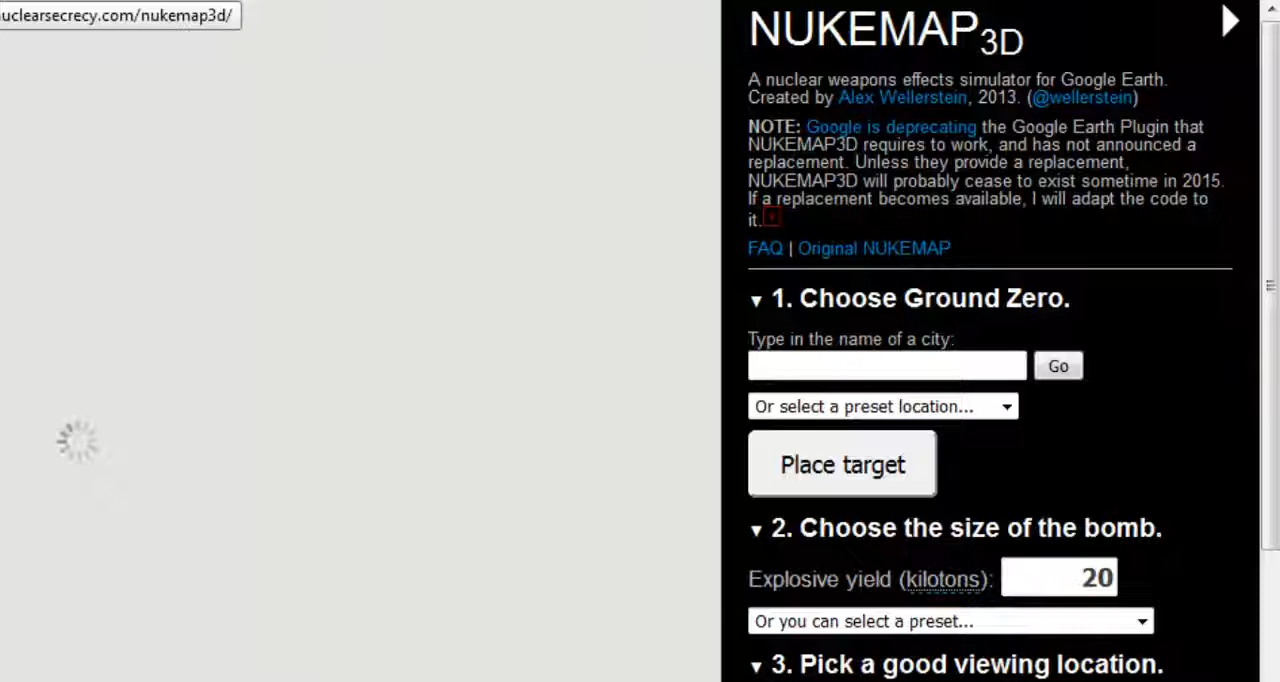 uclearsecrecy.com/nukemap3d/
NUKEMAP3D
A nuclear weapons effects simulator for Google Earth.
Created by Alex Wellerstein, 2013. (@wellerstein)
NOTE: Google is deprecating the Google Earth Plugin that
NUKEMAP3D requires to work, and has not announced a
replacement. Unless they provide a replacement,
NUKEMAP3D will probably cease to exist sometime in 2015.
If a replacement becomes available, I will adapt the code to
it.
FAQ | Original NUKEMAP
▼ 1. Choose Ground Zero.
Type in the name of a city:
Go
Or select a preset location...
Place target
▼ 2. Choose the size of the bomb.
Explosive yield (kilotons): 20
Or you can select a preset...
▼ 3. Pick a good viewing location.